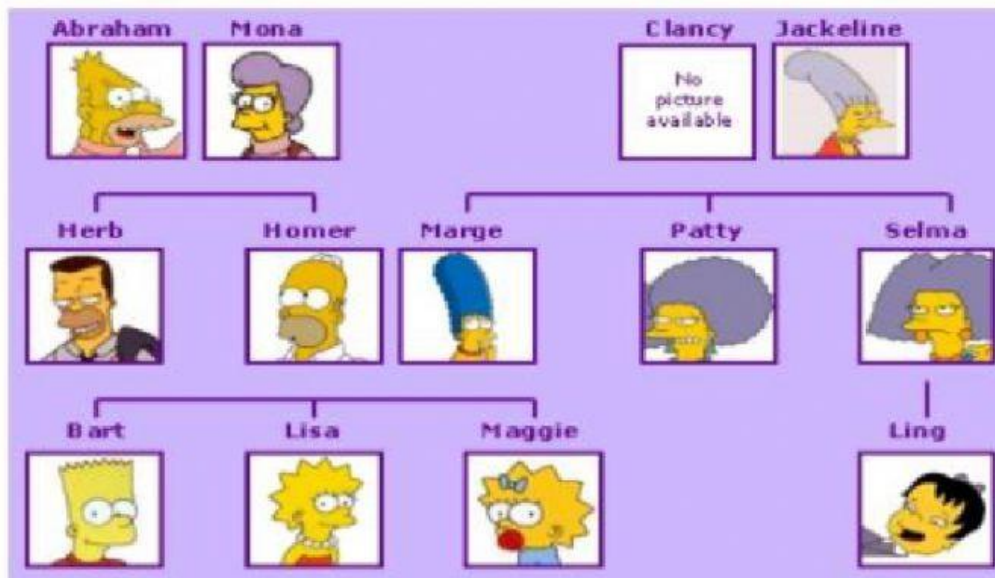 Abraham Mona Clancy Jackeline
No
picture
available
Herb Homer Marge Patty Selma
Bart Lisa Maggie Ling